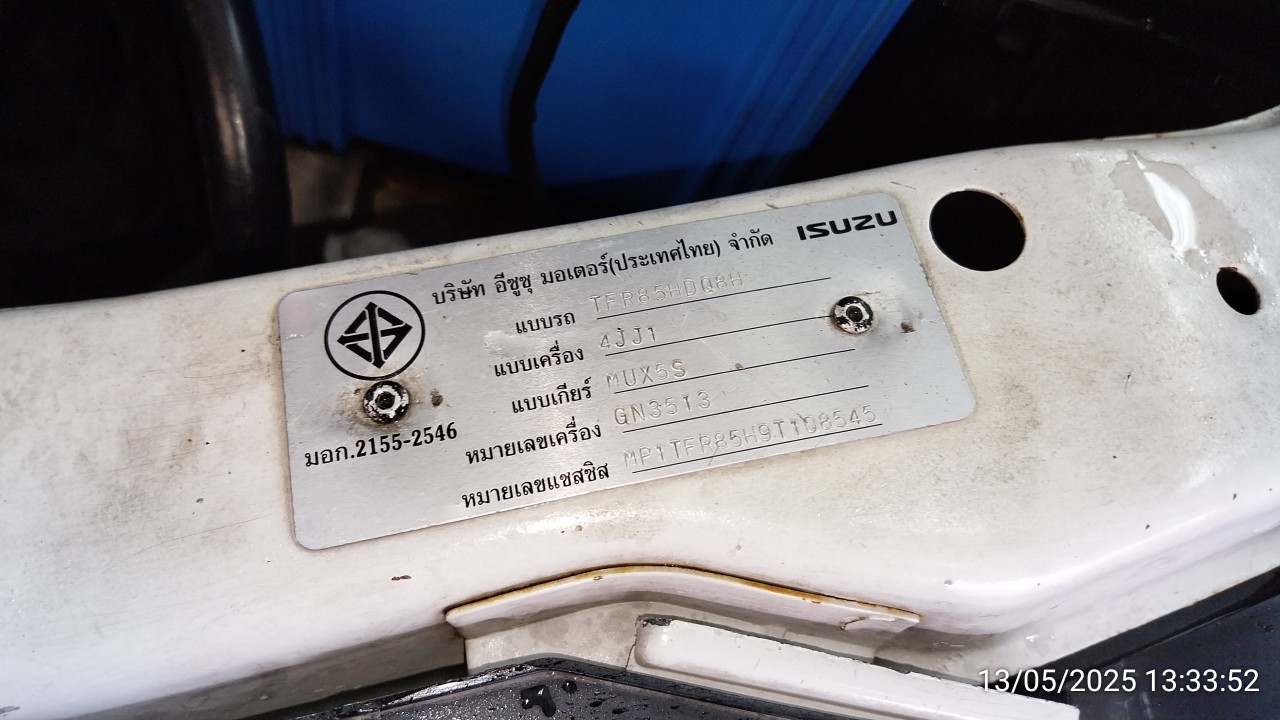 บริษัท อีซูซุ มอเตอร์(ประเทศไทย) จำกัด ISUZU
แบบรถ TFR85HDQ8H
แบบเครื่อง 4JJ1
แบบเกียร์ MUX5S
หมายเลขเครื่อง GN3513
หมายเลขแชสซิส MP1TFR85H9T108545
มอก.2155-2546
13/05/2025 13:33:52